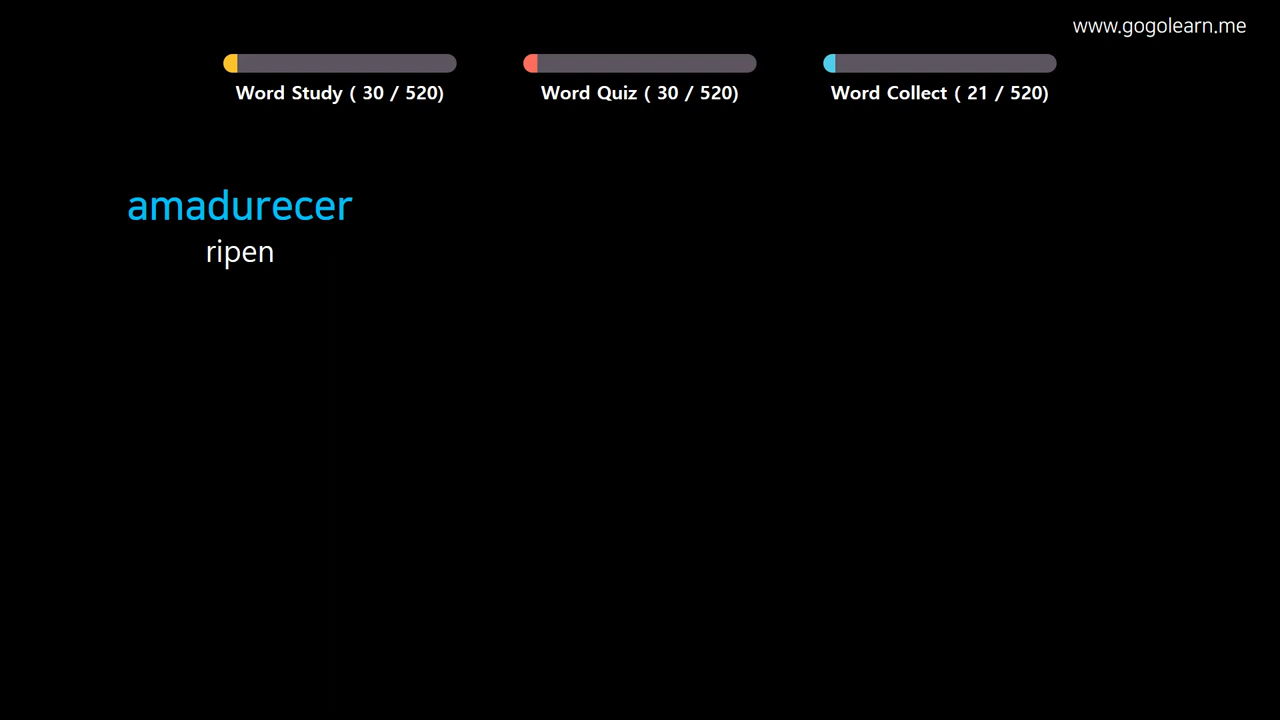 www.gogolearn.me
Word Study ( 30 / 520)
Word Quiz ( 30 / 520)
Word Collect ( 21 / 520)
amadurecer
ripen